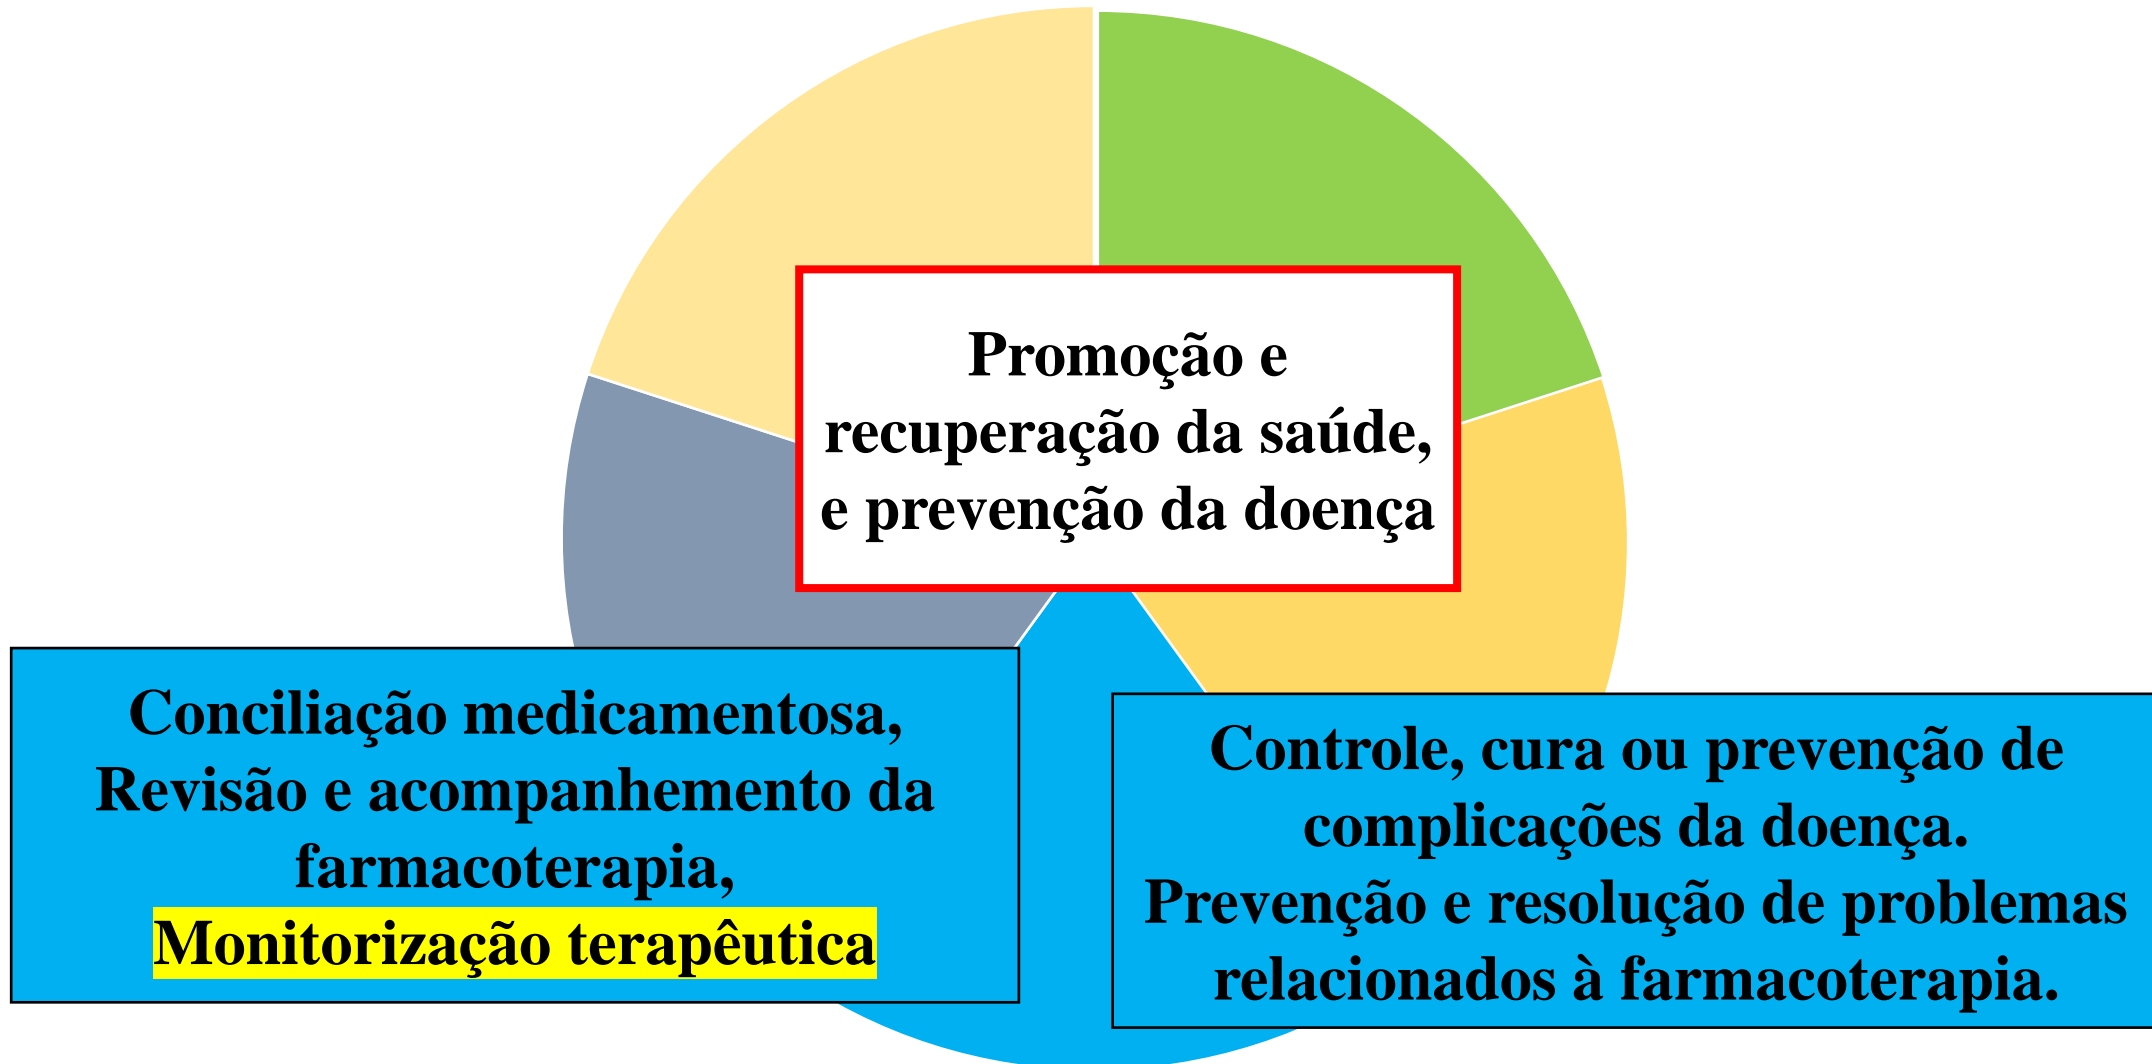 Promoção e
recuperação da saúde,
e prevenção da doença
Conciliação medicamentosa,
Revisão e acompanhemento da
farmacoterapia,
Monitorização terapêutica
Controle, cura ou prevenção de
complicações da doença.
Prevenção e resolução de problemas
relacionados à farmacoterapia.